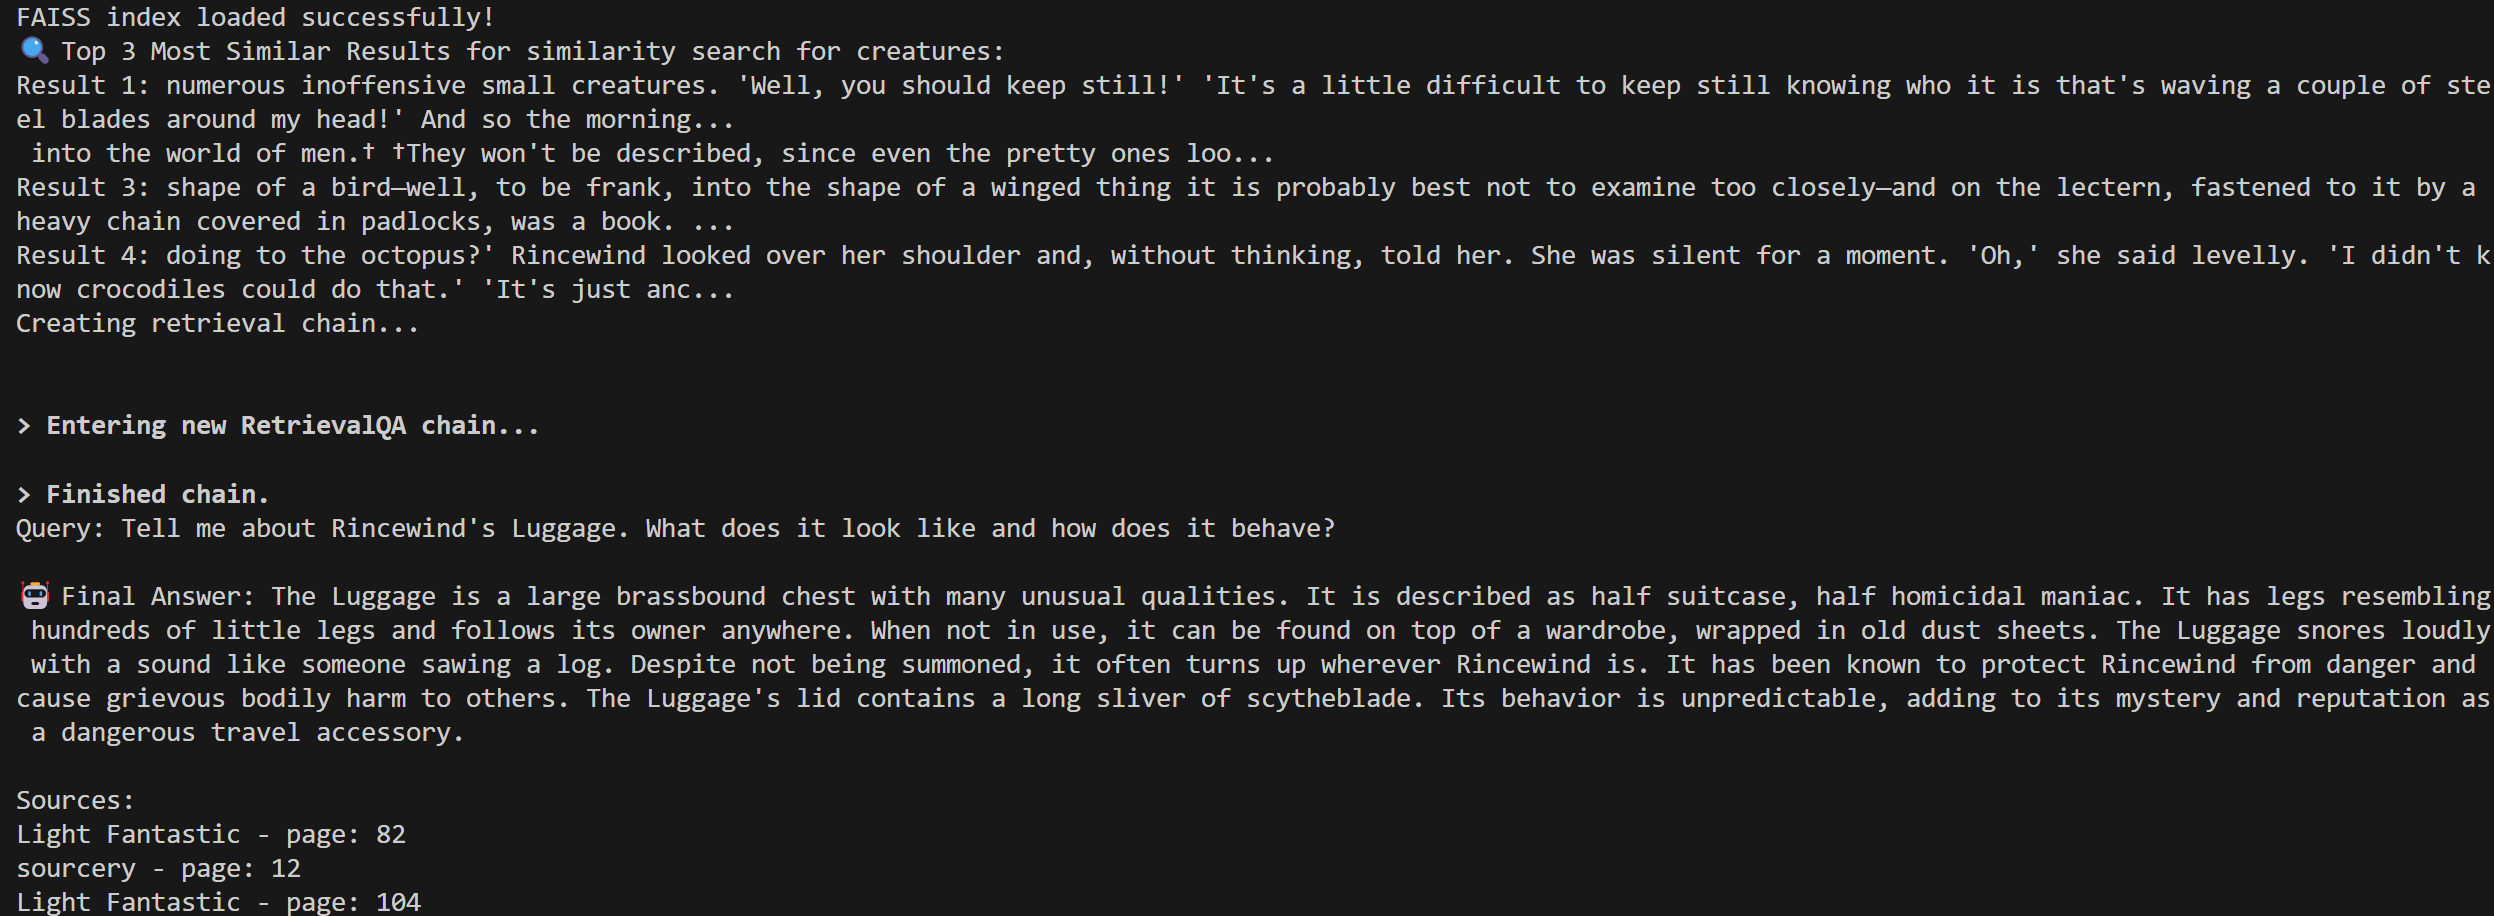 FAISS index loaded successfully!
🔍 Top 3 Most Similar Results for similarity search for creatures:
Result 1: numerous inoffensive small creatures. 'Well, you should keep still!' 'It's a little difficult to keep still knowing who it is that's waving a couple of ste
el blades around my head!' And so the morning...
 into the world of men.† †They won't be described, since even the pretty ones loo...
Result 3: shape of a bird—well, to be frank, into the shape of a winged thing it is probably best not to examine too closely—and on the lectern, fastened to it by a
heavy chain covered in padlocks, was a book. ...
Result 4: doing to the octopus?' Rincewind looked over her shoulder and, without thinking, told her. She was silent for a moment. 'Oh,' she said levelly. 'I didn't k
now crocodiles could do that.' 'It's just anc...
Creating retrieval chain...
> Entering new RetrievalQA chain...
> Finished chain.
Query: Tell me about Rincewind's Luggage. What does it look like and how does it behave?
🤖 Final Answer: The Luggage is a large brassbound chest with many unusual qualities. It is described as half suitcase, half homicidal maniac. It has legs resembling
 hundreds of little legs and follows its owner anywhere. When not in use, it can be found on top of a wardrobe, wrapped in old dust sheets. The Luggage snores loudly
 with a sound like someone sawing a log. Despite not being summoned, it often turns up wherever Rincewind is. It has been known to protect Rincewind from danger and
cause grievous bodily harm to others. The Luggage's lid contains a long sliver of scytheblade. Its behavior is unpredictable, adding to its mystery and reputation as
 a dangerous travel accessory.
Sources:
Light Fantastic - page: 82
sourcery - page: 12
Light Fantastic - page: 104